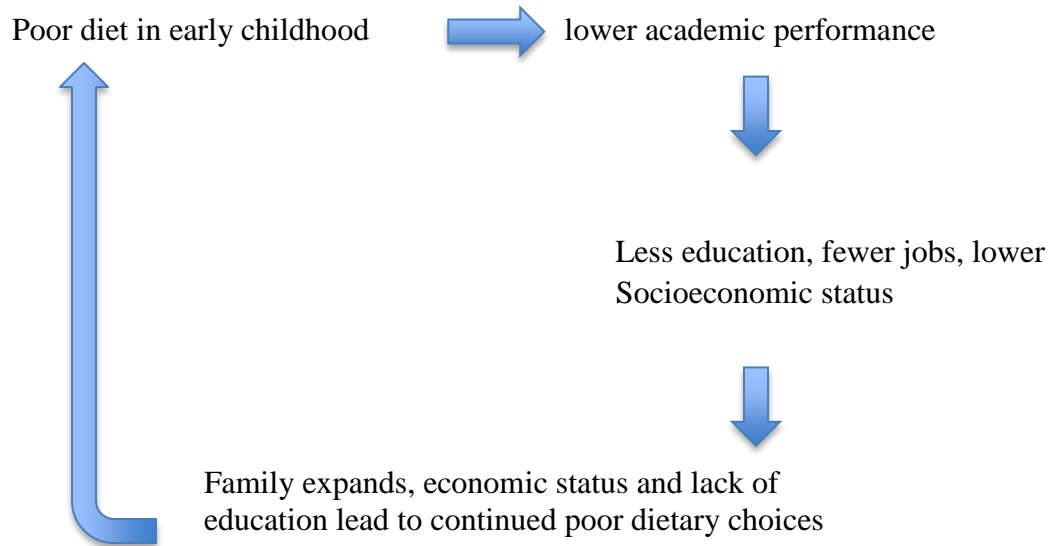 Poor diet in early childhood
lower academic performance
Less education, fewer jobs, lower
Socioeconomic status
Family expands, economic status and lack of
education lead to continued poor dietary choices